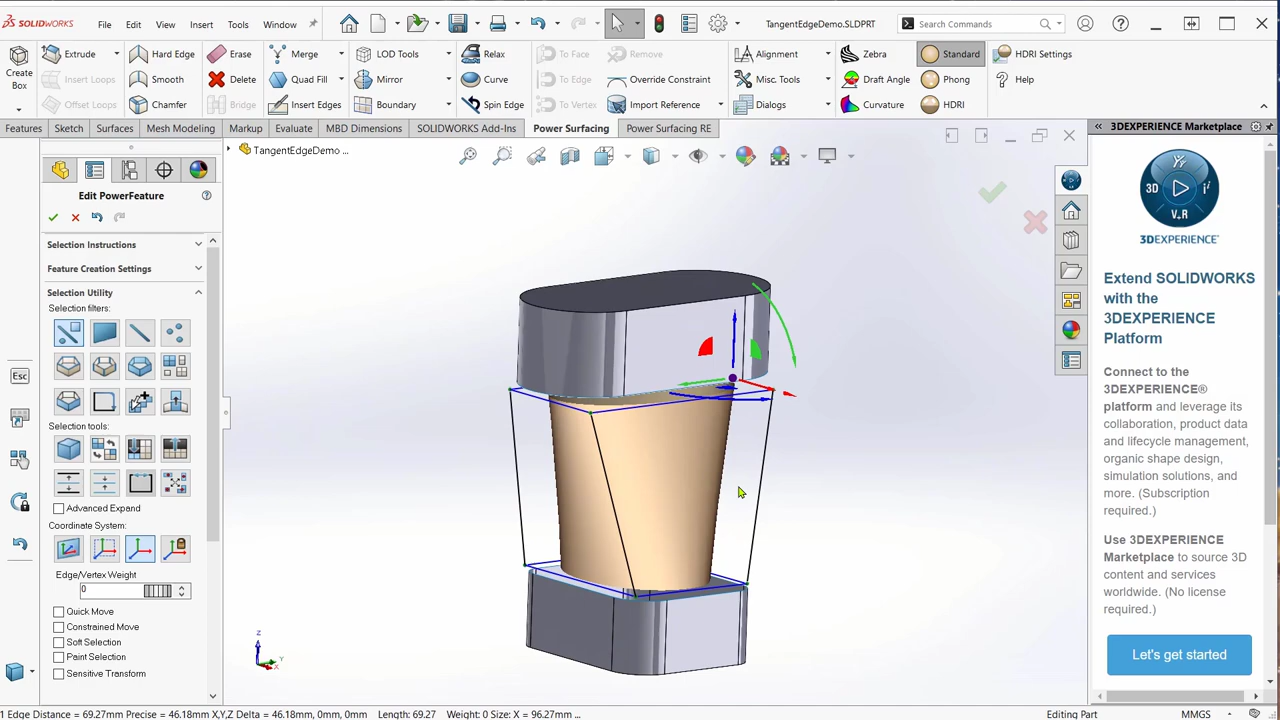 File Edit View Insert Tools Window TangentEdgeDemo.SLDPRT Search Commands
Create Box
Extrude Hard Edge Erase Merge LOD Tools Relax To Face Remove Alignment Zebra Standard HDRI Settings
Insert Loops Smooth Delete Quad Fill Mirror Curve To Edge Override Constraint Misc. Tools Draft Angle Phong Help
Offset Loops Chamfer Bridge Insert Edges Boundary Spin Edge To Vertex Import Reference Dialogs Curvature HDRI
Features Sketch Surfaces Mesh Modeling Markup Evaluate MBD Dimensions SOLIDWORKS Add-Ins Power Surfacing Power Surfacing RE
3DEXPERIENCE Marketplace
TangentEdgeDemo ...
Edit PowerFeature
Selection Instructions
Feature Creation Settings
Selection Utility
Selection filters:
Selection tools:
Advanced Expand
Coordinate System:
Edge/Vertex Weight
0
Quick Move
Constrained Move
Soft Selection
Paint Selection
Sensitive Transform
Esc
Z
Y
X
3D
V+R
3DEXPERIENCE
Extend SOLIDWORKS
with the
3DEXPERIENCE
Platform
Connect to the
3DEXPERIENCE®
platform and leverage its
collaboration, product data
and lifecycle management,
organic shape design,
simulation solutions, and
more. (Subscription
required.)
Use 3DEXPERIENCE
Marketplace to source 3D
content and services
worldwide. (No license
required.)
Let's get started
1 Edge Distance = 69.27mm Precise = 46.18mm X,Y,Z Delta = 46.18mm, 0mm, 0mm Length: 69.27 Weight: 0 Size: X = 96.27mm ... Editing Part MMGS